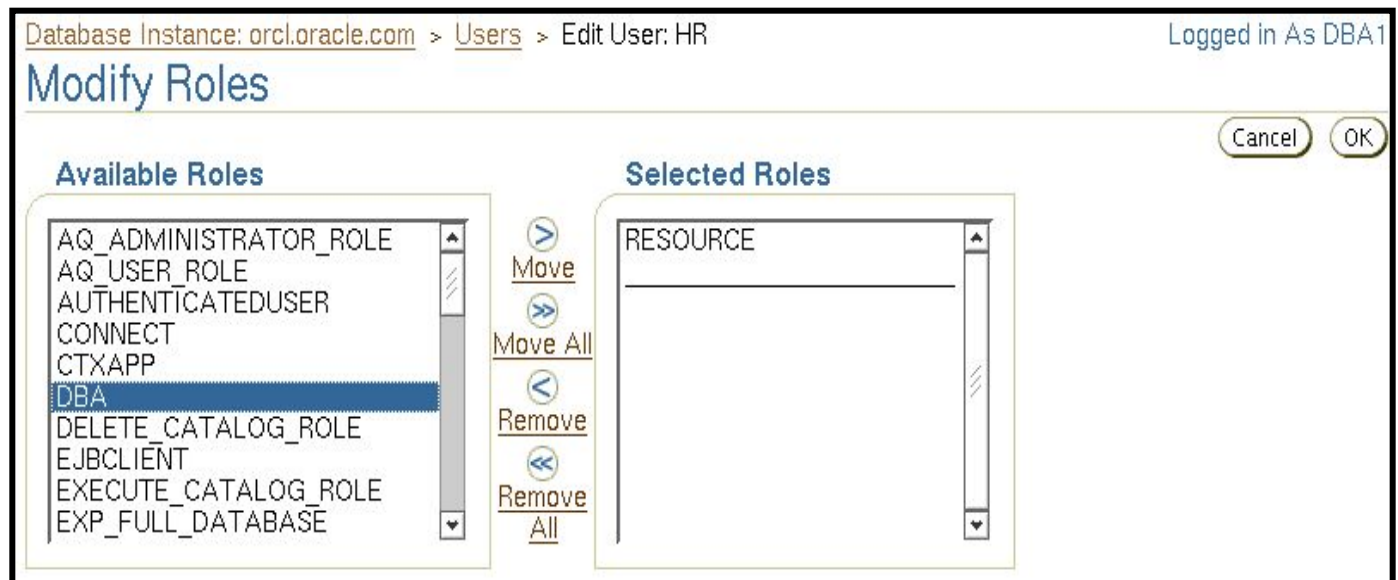 Database Instance: orcl.oracle.com > Users > Edit User: HR
Logged in As DBA1
Modify Roles
Cancel
OK
Available Roles
Selected Roles
AQ_ADMINISTRATOR_ROLE
AQ_USER_ROLE
AUTHENTICATEDUSER
CONNECT
CTXAPP
DBA
DELETE_CATALOG_ROLE
EJBCLIENT
EXECUTE_CATALOG_ROLE
EXP_FULL_DATABASE
>
Move
>>
Move All
<
Remove
<<
Remove
All
RESOURCE